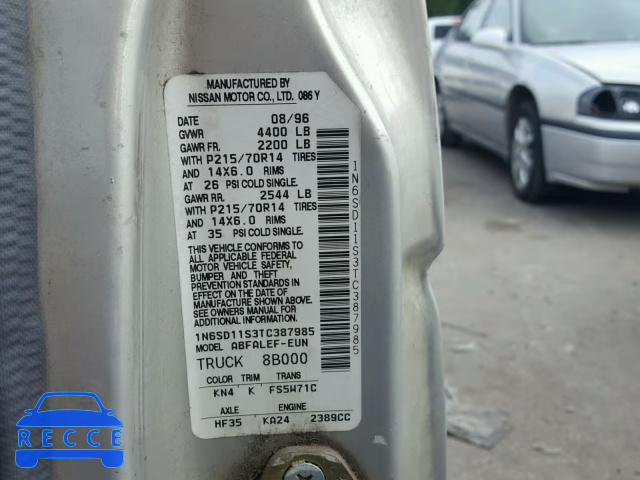 MANUFACTURED BY
NISSAN MOTOR CO., LTD. 086Y
DATE 08/96
GVWR 4400 LB
GAWR FR. 2200 LB
WITH P215/70R14 TIRES
AND 14X6.0 RIMS
AT 26 PSI COLD SINGLE.
GAWR RR. 2544 LB
WITH P215/70R14 TIRES
AND 14X6.0 RIMS
AT 35 PSI COLD SINGLE.
THIS VEHICLE CONFORMS TO
ALL APPLICABLE FEDERAL
MOTOR VEHICLE SAFETY,
BUMPER AND THEFT
PREVENTION STANDARDS IN
EFFECT ON THE DATE OF
MANUFACTURE SHOWN ABOVE.
SEE OWNER'S MANUAL FOR
ADDITIONAL INFORMATION
1N6SD11S3TC387985
MODEL ABFALEF-EUN
TRUCK 8B000
COLOR TRIM TRANS
KN4 K FS5W71C
AXLE ENGINE
HF35 KA24 2389CC
1N6SD11S3TC387985
RECCE